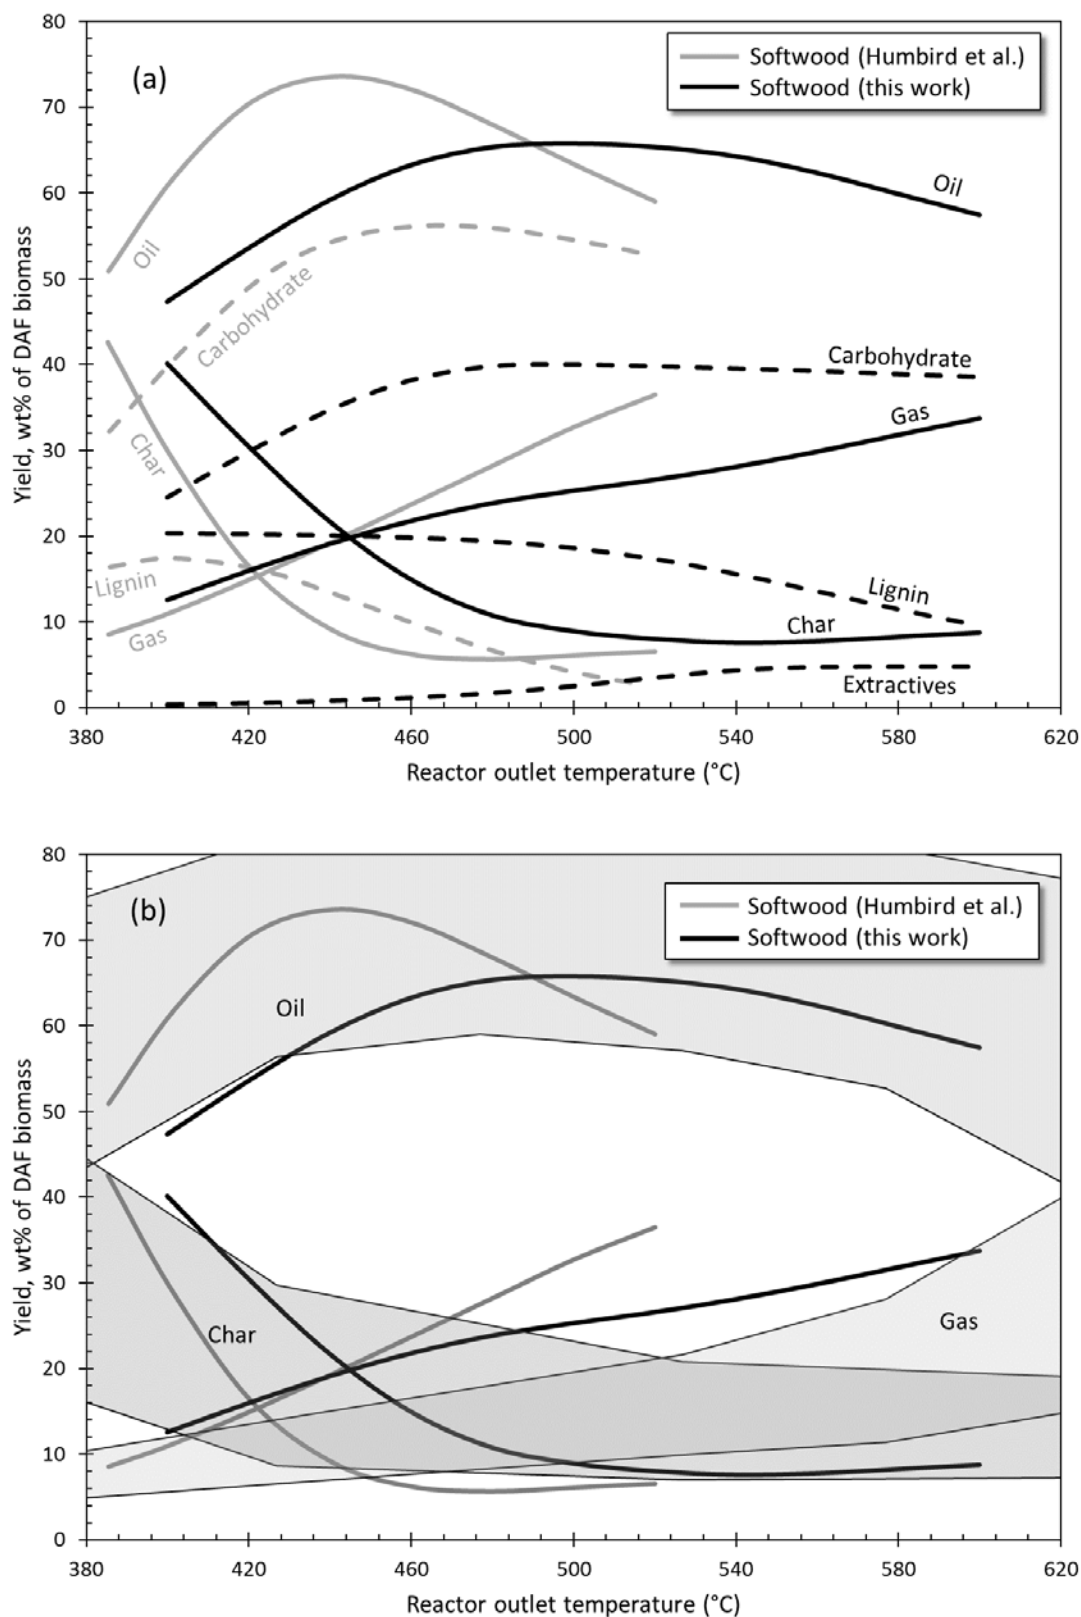 80
70
60
50
40
30
20
10
0
Yield, wt% of DAF biomass
(a)
Softwood (Humbird et al.)
Softwood (this work)
Oil
Oil
Carbohydrate
Carbohydrate
Gas
Char
Lignin
Lignin
Gas
Char
Extractives
380 420 460 500 540 580 620
Reactor outlet temperature (°C)
80
70
60
50
40
30
20
10
0
Yield, wt% of DAF biomass
(b)
Softwood (Humbird et al.)
Softwood (this work)
Oil
Char
Gas
380 420 460 500 540 580 620
Reactor outlet temperature (°C)